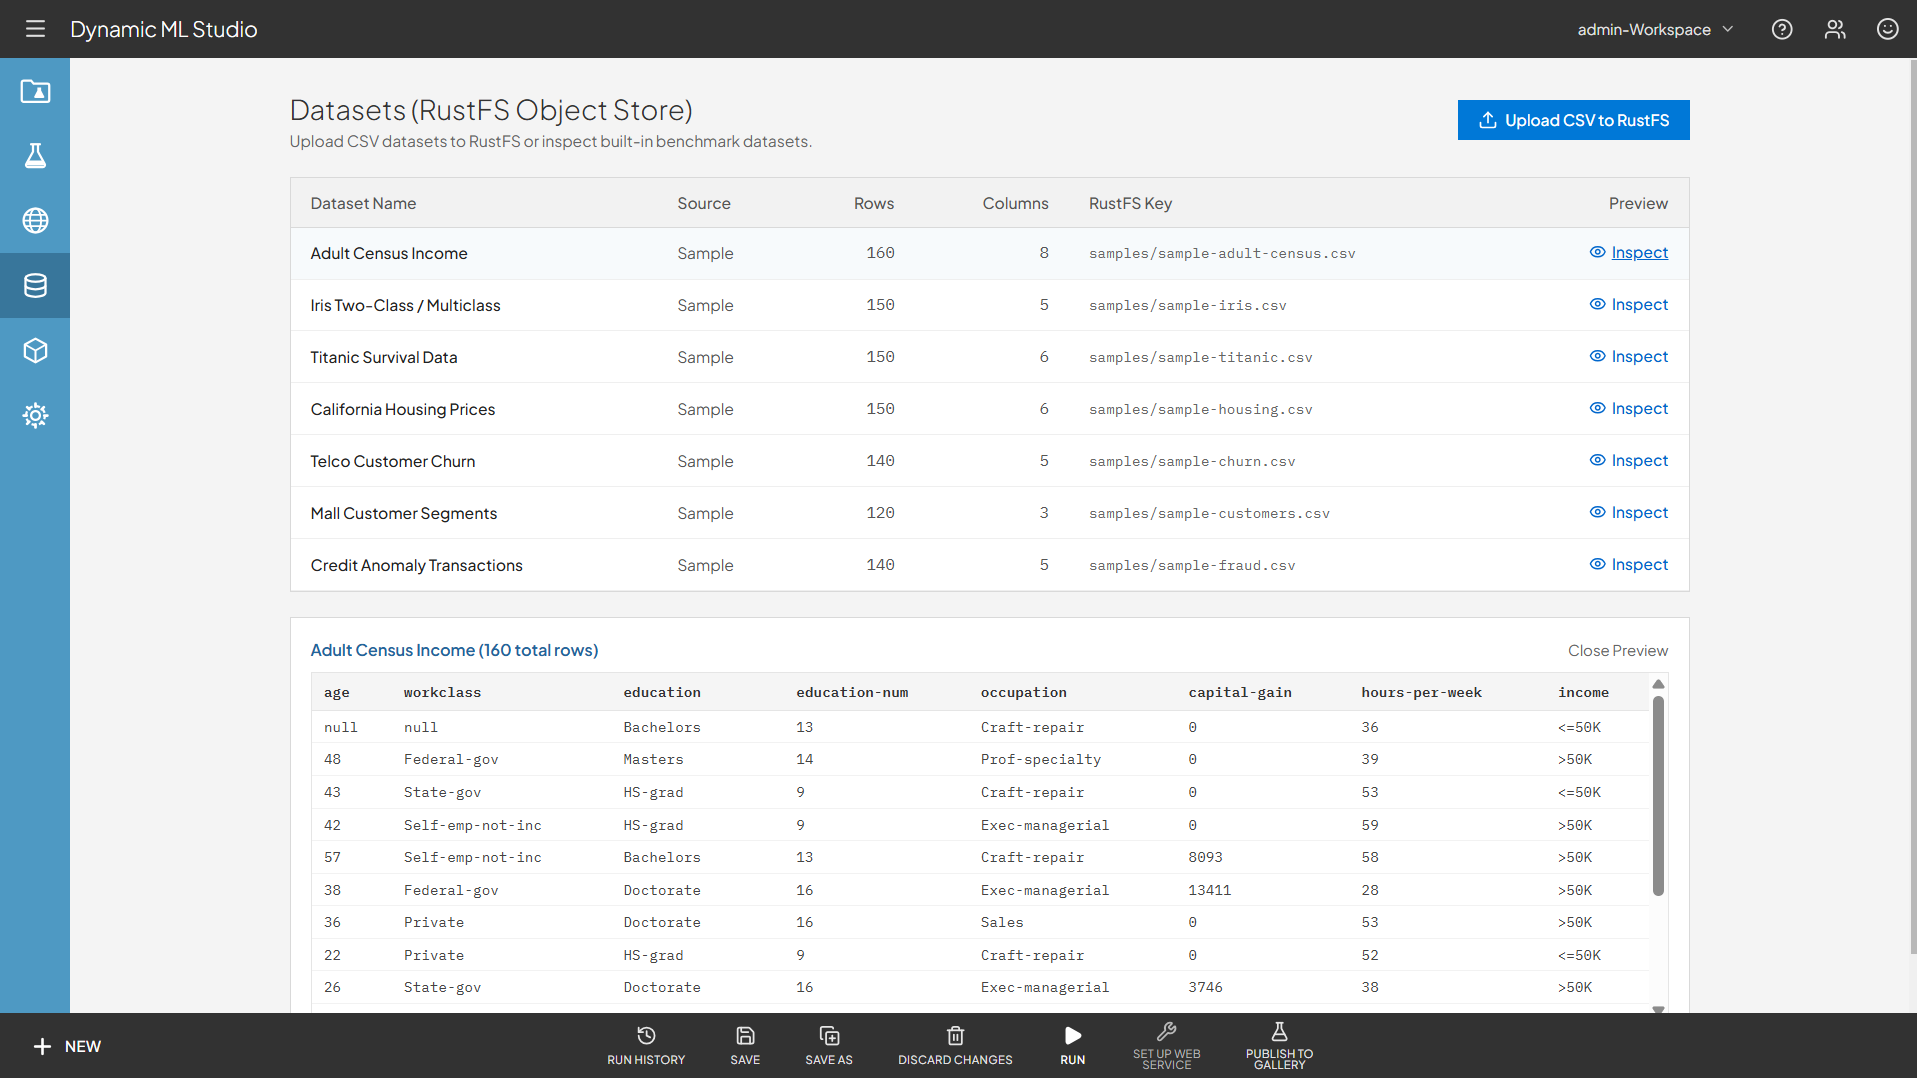 Dynamic ML Studio
admin-Workspace
Datasets (RustFS Object Store)
Upload CSV datasets to RustFS or inspect built-in benchmark datasets.
Upload CSV to RustFS
Dataset Name Source Rows Columns RustFS Key Preview
Adult Census Income Sample 160 8 samples/sample-adult-census.csv Inspect
Iris Two-Class / Multiclass Sample 150 5 samples/sample-iris.csv Inspect
Titanic Survival Data Sample 150 6 samples/sample-titanic.csv Inspect
California Housing Prices Sample 150 6 samples/sample-housing.csv Inspect
Telco Customer Churn Sample 140 5 samples/sample-churn.csv Inspect
Mall Customer Segments Sample 120 3 samples/sample-customers.csv Inspect
Credit Anomaly Transactions Sample 140 5 samples/sample-fraud.csv Inspect
Adult Census Income (160 total rows) Close Preview
age workclass education education-num occupation capital-gain hours-per-week income
null null Bachelors 13 Craft-repair 0 36 <=50K
48 Federal-gov Masters 14 Prof-specialty 0 39 >50K
43 State-gov HS-grad 9 Craft-repair 0 53 <=50K
42 Self-emp-not-inc HS-grad 9 Exec-managerial 0 59 >50K
57 Self-emp-not-inc Bachelors 13 Craft-repair 8093 58 >50K
38 Federal-gov Doctorate 16 Exec-managerial 13411 28 >50K
36 Private Doctorate 16 Sales 0 53 >50K
22 Private HS-grad 9 Craft-repair 0 52 <=50K
26 State-gov Doctorate 16 Exec-managerial 3746 38 >50K
NEW
RUN HISTORY
SAVE
SAVE AS
DISCARD CHANGES
RUN
SET UP WEB
SERVICE
PUBLISH TO
GALLERY